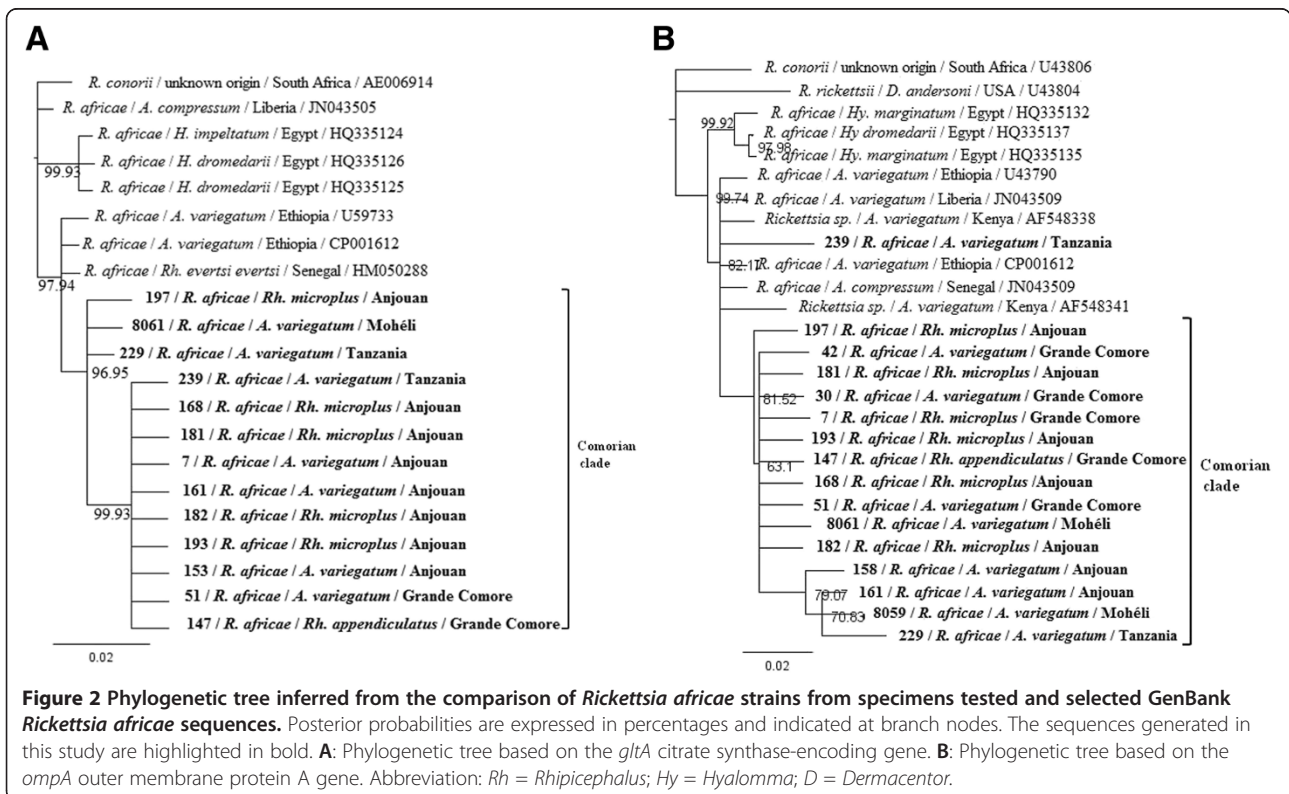 A
R. conorii / unknown origin / South Africa / AE006914
R. africae / A. compressum / Liberia / JN043505
R. africae / H. impeltatum / Egypt / HQ335124
R. africae / H. dromedarii / Egypt / HQ335126
99.93
R. africae / H. dromedarii / Egypt / HQ335125
R. africae / A. variegatum / Ethiopia / U59733
R. africae / A. variegatum / Ethiopia / CP001612
R. africae / Rh. evertsi evertsi / Senegal / HM050288
97.94
197 / R. africae / Rh. microplus / Anjouan
8061 / R. africae / A. variegatum / Mohéli
229 / R. africae / A. variegatum / Tanzania
96.95
239 / R. africae / A. variegatum / Tanzania
168 / R. africae / Rh. microplus / Anjouan
181 / R. africae / Rh. microplus / Anjouan
7 / R. africae / A. variegatum / Anjouan
161 / R. africae / A. variegatum / Anjouan
99.93
182 / R. africae / Rh. microplus / Anjouan
193 / R. africae / Rh. microplus / Anjouan
153 / R. africae / A. variegatum / Anjouan
51 / R. africae / A. variegatum / Grande Comore
147 / R. africae / Rh. appendiculatus / Grande Comore
Comorian
clade
0.02
B
R. conorii / unknown origin / South Africa / U43806
R. rickettsii / D. andersoni / USA / U43804
R. africae / Hy. marginatum / Egypt / HQ335132
99.92
R. africae / Hy dromedarii / Egypt / HQ335137
97.98
R. africae / Hy. marginatum / Egypt / HQ335135
R. africae / A. variegatum / Ethiopia / U43790
99.74
R. africae / A. variegatum / Liberia / JN043509
Rickettsia sp. / A. variegatum / Kenya / AF548338
239 / R. africae / A. variegatum / Tanzania
82.17
R. africae / A. variegatum / Ethiopia / CP001612
R. africae / A. compressum / Senegal / JN043509
Rickettsia sp. / A. variegatum / Kenya / AF548341
197 / R. africae / Rh. microplus / Anjouan
42 / R. africae / A. variegatum / Grande Comore
181 / R. africae / Rh. microplus / Anjouan
81.52
30 / R. africae / A. variegatum / Grande Comore
7 / R. africae / Rh. microplus / Grande Comore
193 / R. africae / Rh. microplus / Anjouan
63.1
147 / R. africae / Rh. appendiculatus / Grande Comore
168 / R. africae / Rh. microplus /Anjouan
51 / R. africae / A. variegatum / Grande Comore
8061 / R. africae / A. variegatum / Mohéli
182 / R. africae / Rh. microplus / Anjouan
158 / R. africae / A. variegatum / Anjouan
79.07
161 / R. africae / A. variegatum / Anjouan
70.83
8059 / R. africae / A. variegatum / Mohéli
229 / R. africae / A. variegatum / Tanzania
Comorian
clade
0.02
Figure 2 Phylogenetic tree inferred from the comparison of Rickettsia africae strains from specimens tested and selected GenBank
Rickettsia africae sequences. Posterior probabilities are expressed in percentages and indicated at branch nodes. The sequences generated in
this study are highlighted in bold. A: Phylogenetic tree based on the gltA citrate synthase-encoding gene. B: Phylogenetic tree based on the
ompA outer membrane protein A gene. Abbreviation: Rh = Rhipicephalus; Hy = Hyalomma; D = Dermacentor.